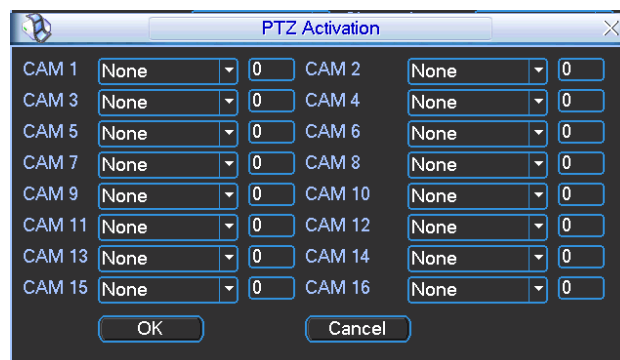 PTZ Activation
CAM 1 None 0 CAM 2 None 0
CAM 3 None 0 CAM 4 None 0
CAM 5 None 0 CAM 6 None 0
CAM 7 None 0 CAM 8 None 0
CAM 9 None 0 CAM 10 None 0
CAM 11 None 0 CAM 12 None 0
CAM 13 None 0 CAM 14 None 0
CAM 15 None 0 CAM 16 None 0
OK Cancel